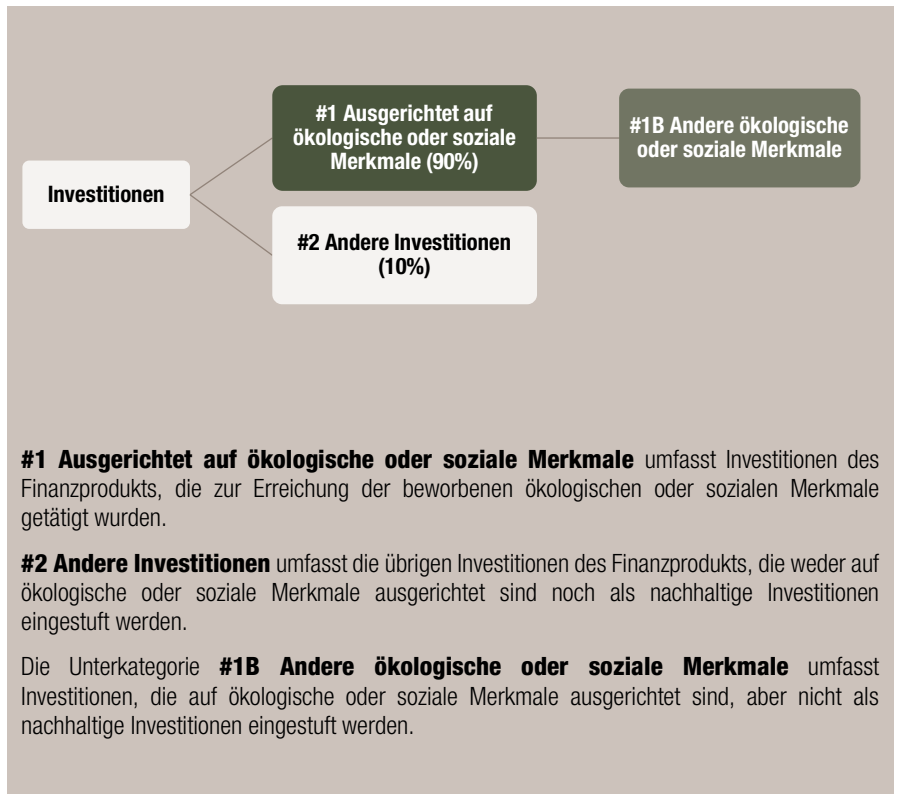 #1 Ausgerichtet auf
ökologische oder soziale
Merkmale (90%)
#1B Andere ökologische
oder soziale Merkmale
Investitionen
#2 Andere Investitionen
(10%)
#1 Ausgerichtet auf ökologische oder soziale Merkmale umfasst Investitionen des
Finanzprodukts, die zur Erreichung der beworbenen ökologischen oder sozialen Merkmale
getätigt wurden.
#2 Andere Investitionen umfasst die übrigen Investitionen des Finanzprodukts, die weder auf
ökologische oder soziale Merkmale ausgerichtet sind noch als nachhaltige Investitionen
eingestuft werden.
Die Unterkategorie #1B Andere ökologische oder soziale Merkmale umfasst
Investitionen, die auf ökologische oder soziale Merkmale ausgerichtet sind, aber nicht als
nachhaltige Investitionen eingestuft werden.